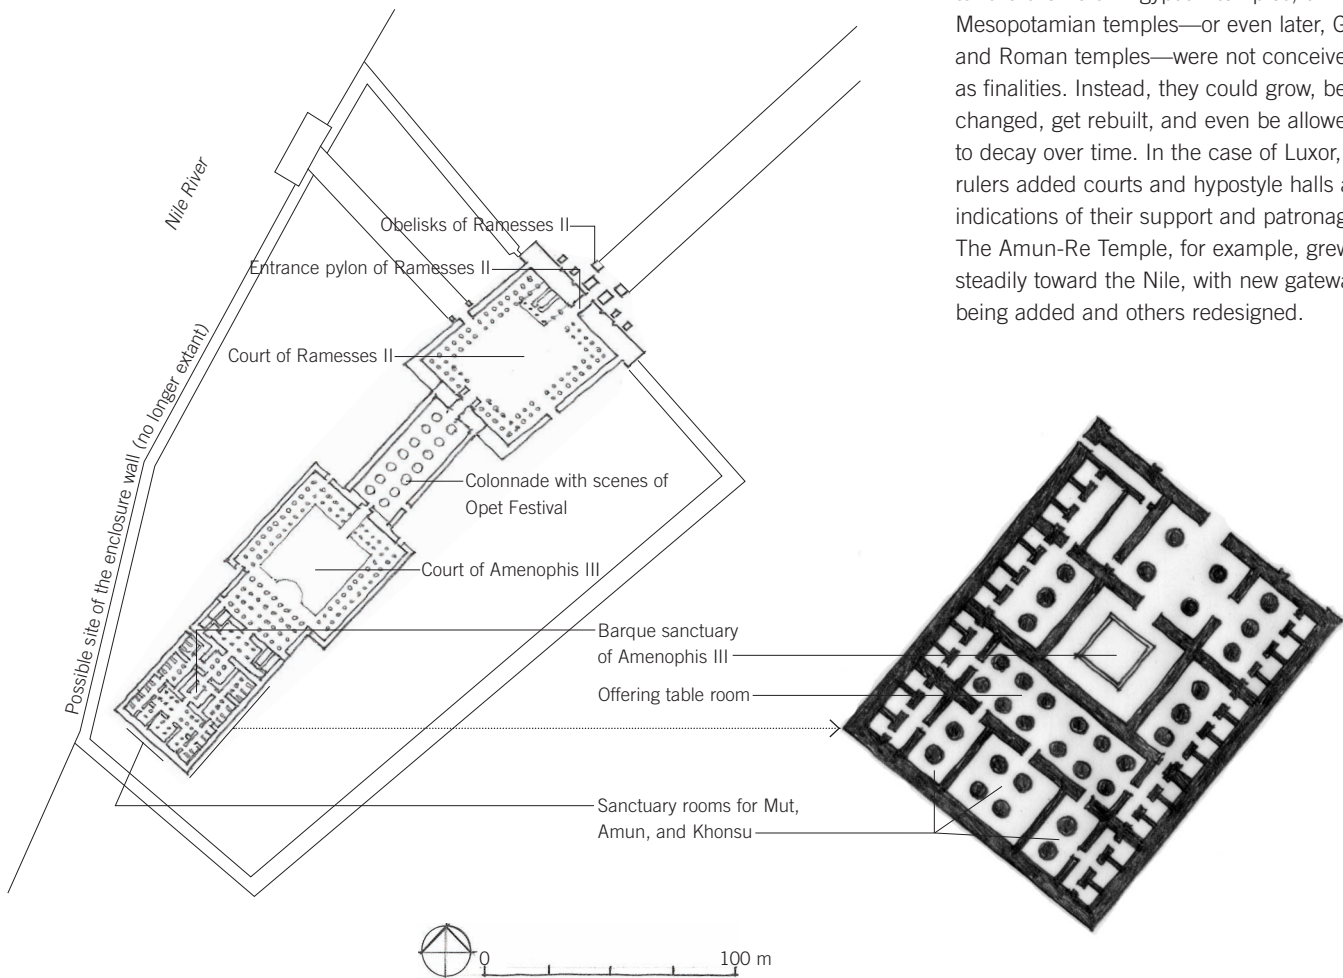 Mesopotamian temples—or even later,
and Roman temples—were not
as finalities. Instead, they could grow,
changed, get rebuilt, and even be
to decay over time. In the case of Luxor,
rulers added courts and hypostyle halls
indications of their support and
The Amun-Re Temple, for example, grew
steadily toward the Nile, with new
being added and others redesigned.
Nile River
Obelisks of Ramesses II
Entrance pylon of Ramesses II
Court of Ramesses II
Possible site of the enclosure wall (no longer extant)
Colonnade with scenes of
Opet Festival
Court of Amenophis III
Barque sanctuary
of Amenophis III
Offering table room
Sanctuary rooms for Mut,
Amun, and Khonsu
0 100 m